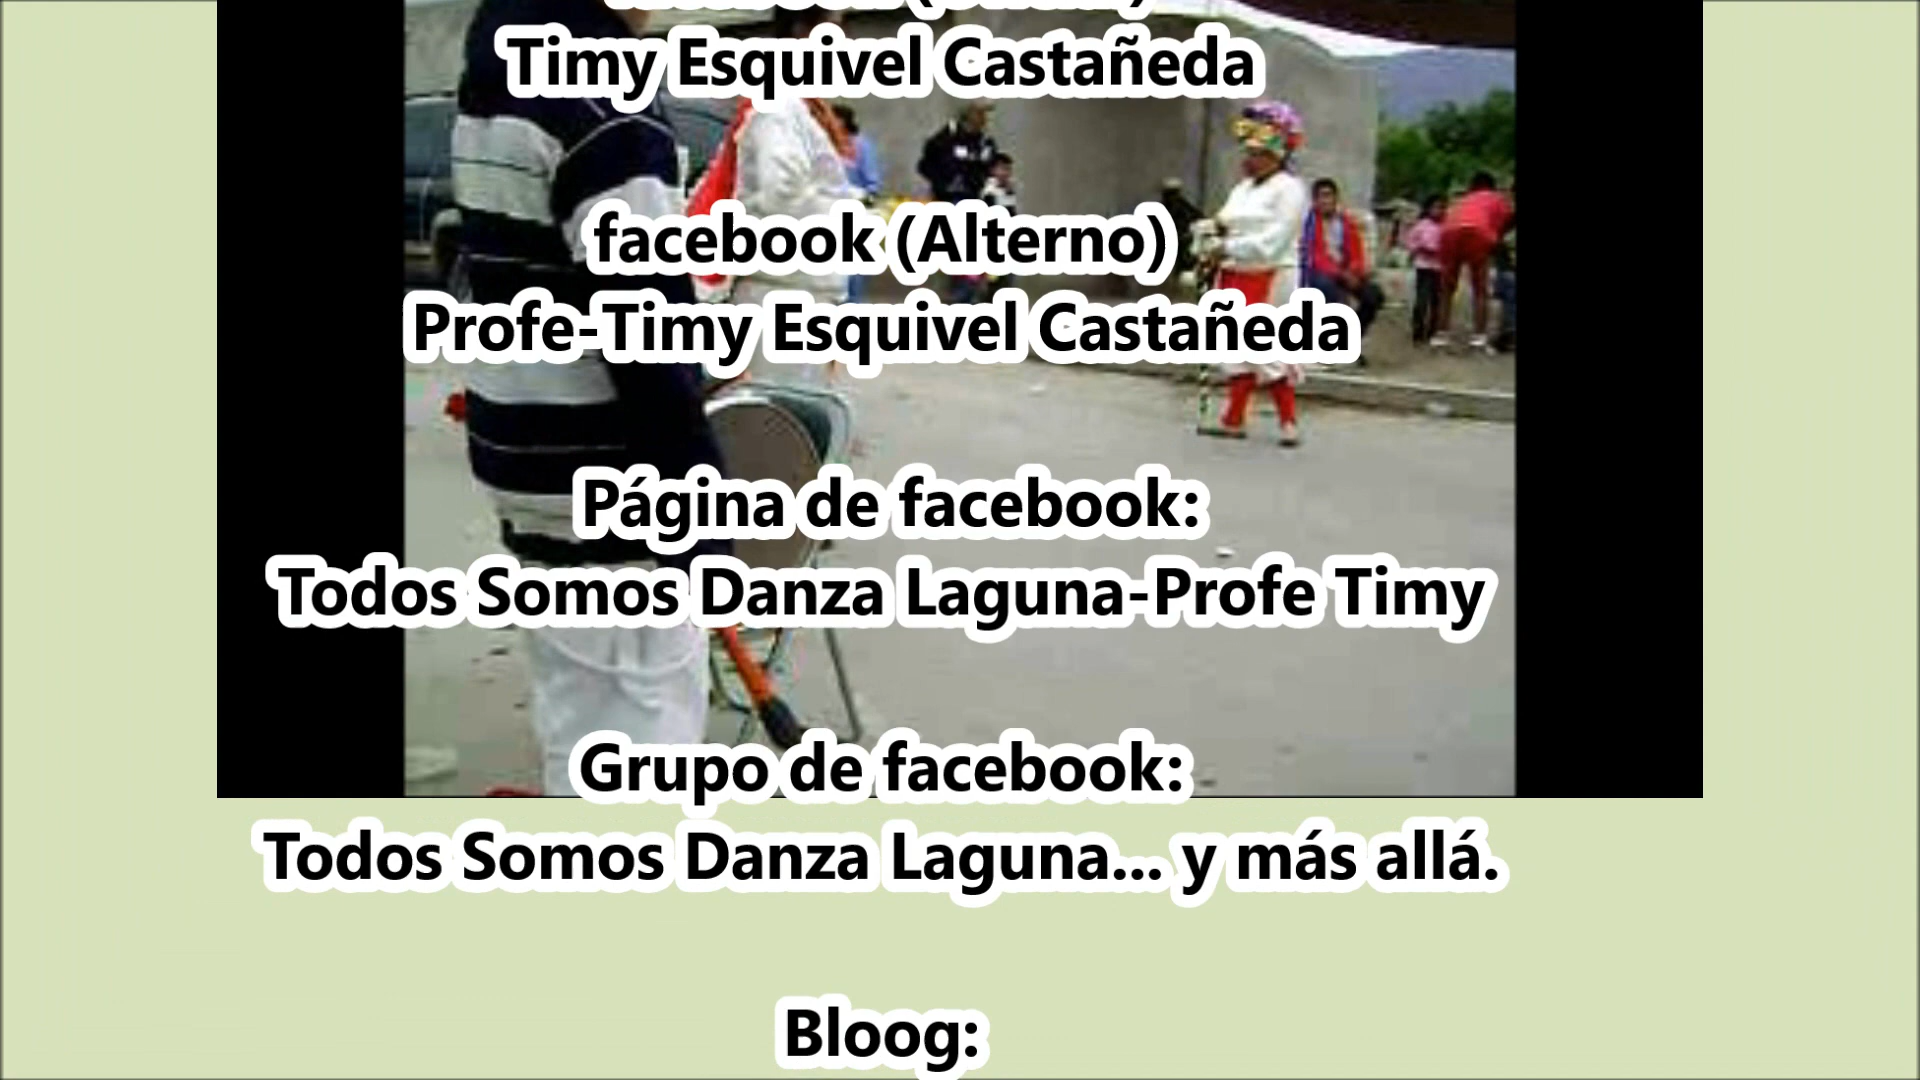 Timy Esquivel Castañeda
facebook (Alterno)
Profe-Timy Esquivel Castañeda
Página de facebook:
Todos Somos Danza Laguna-Profe Timy
Grupo de facebook:
Todos Somos Danza Laguna... y más allá.
Bloog: